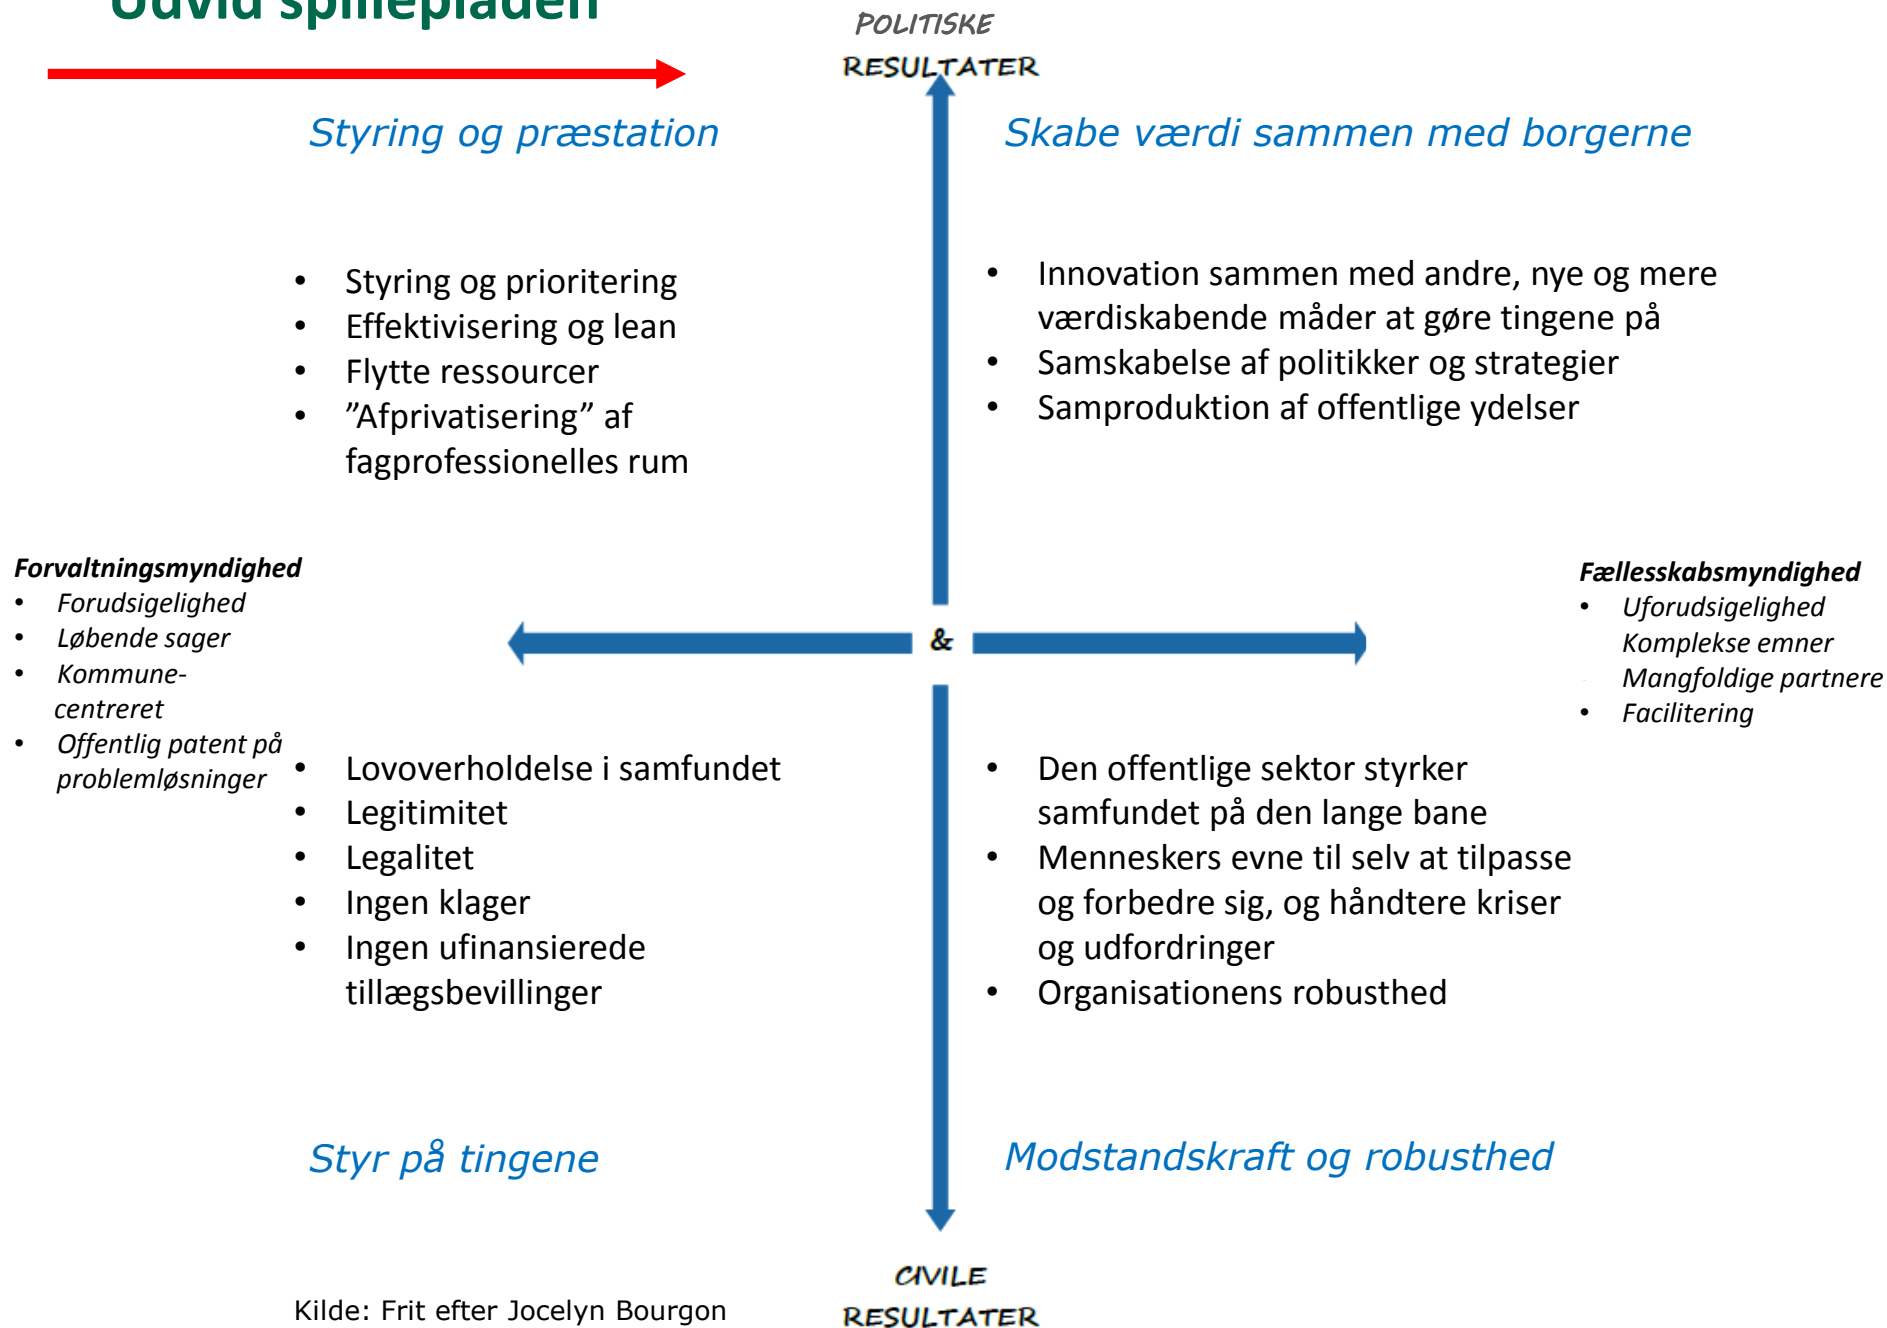 Udvid spillepladen
POLITISKE
RESULTATER
Styring og præstation
Skabe værdi sammen med borgerne
• Styring og prioritering
• Effektivisering og lean
• Flytte ressourcer
• ”Afprivatisering” af
fagprofessionelles rum
• Innovation sammen med andre, nye og mere
værdiskabende måder at gøre tingene på
• Samskabelse af politikker og strategier
• Samproduktion af offentlige ydelser
Forvaltningsmyndighed
• Forudsigelighed
• Løbende sager
• Kommune-
centreret
• Offentlig patent på
problemløsninger
&
Fællesskabsmyndighed
• Uforudsigelighed
Komplekse emner
Mangfoldige partnere
• Facilitering
• Lovoverholdelse i samfundet
• Legitimitet
• Legalitet
• Ingen klager
• Ingen ufinansierede
tillægsbevillinger
• Den offentlige sektor styrker
samfundet på den lange bane
• Menneskers evne til selv at tilpasse
og forbedre sig, og håndtere kriser
og udfordringer
• Organisationens robusthed
Styr på tingene
Modstandskraft og robusthed
CIVILE
RESULTATER
Kilde: Frit efter Jocelyn Bourgon